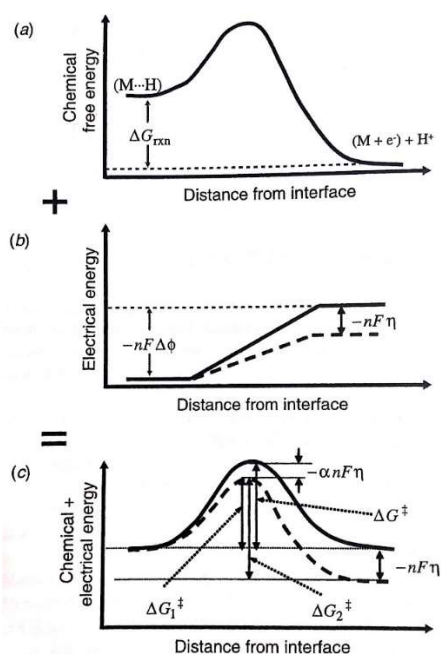 (a)
Chemical
free energy
(M···H)
ΔG_rxn
(M + e⁻) + H⁺
Distance from interface
+
(b)
Electrical energy
−nFΔϕ
−nFη
Distance from interface
=
(c)
Chemical +
electrical energy
−αnFη
ΔG‡
−nFη
ΔG₁‡
ΔG₂‡
Distance from interface